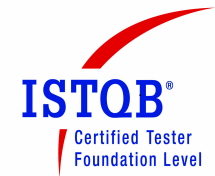 ISTQB®
Certified Tester
Foundation Level